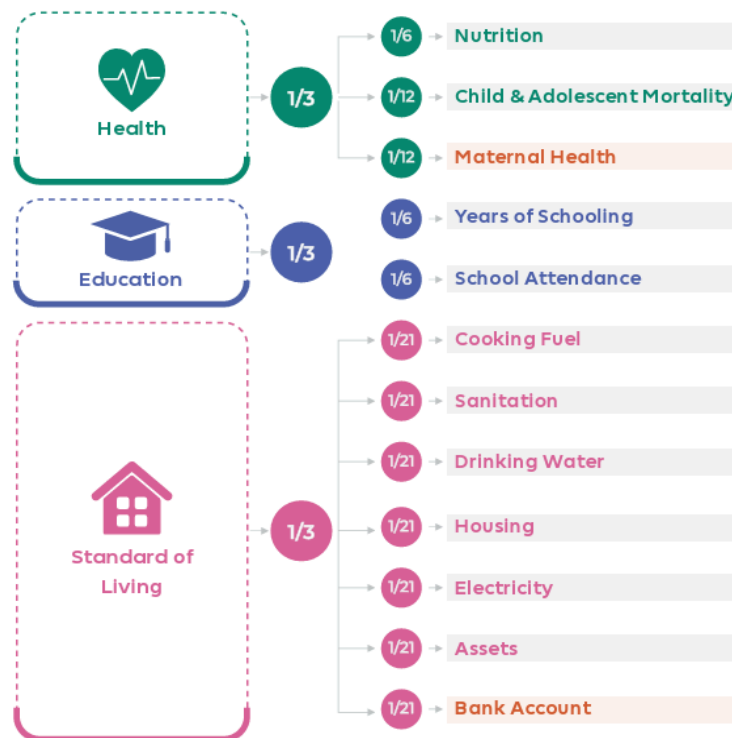 Health
1/3
1/6 Nutrition
1/12 Child & Adolescent Mortality
1/12 Maternal Health
Education
1/3
1/6 Years of Schooling
1/6 School Attendance
Standard of
Living
1/3
1/21 Cooking Fuel
1/21 Sanitation
1/21 Drinking Water
1/21 Housing
1/21 Electricity
1/21 Assets
1/21 Bank Account